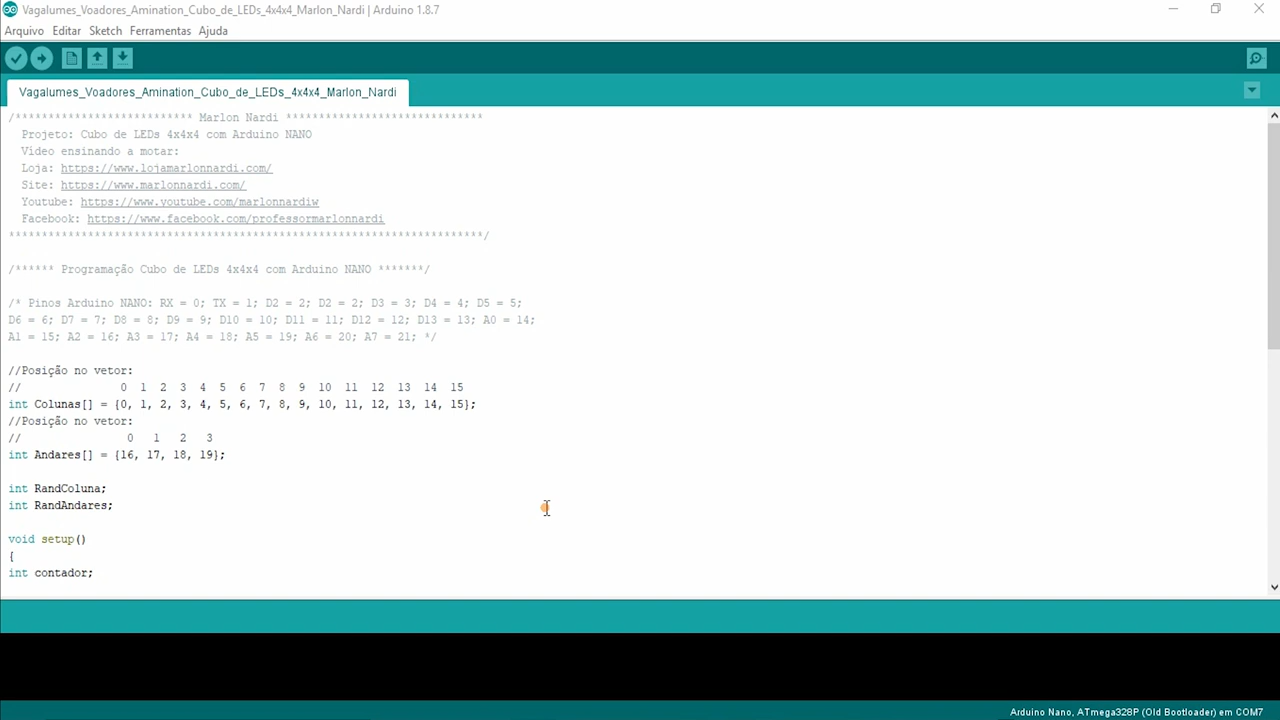 Vagalumes_Voadores_Amination_Cubo_de_LEDs_4x4x4_Marlon_Nardi | Arduino 1.8.7
Arquivo Editar Sketch Ferramentas Ajuda
Vagalumes_Voadores_Amination_Cubo_de_LEDs_4x4x4_Marlon_Nardi
/*************************** Marlon Nardi ******************************
Projeto: Cubo de LEDs 4x4x4 com Arduino NANO
Vídeo ensinando a motar:
Loja: https://www.lojamarlonnardi.com/
Site: https://www.marlonnardi.com/
Youtube: https://www.youtube.com/marlonnardiw
Facebook: https://www.facebook.com/professormarlonnardi
************************************************************************/
/****** Programação Cubo de LEDs 4x4x4 com Arduino NANO *******/
/* Pinos Arduino NANO: RX = 0; TX = 1; D2 = 2; D2 = 2; D3 = 3; D4 = 4; D5 = 5;
D6 = 6; D7 = 7; D8 = 8; D9 = 9; D10 = 10; D11 = 11; D12 = 12; D13 = 13; A0 = 14;
A1 = 15; A2 = 16; A3 = 17; A4 = 18; A5 = 19; A6 = 20; A7 = 21; */
//Posição no vetor:
// 0 1 2 3 4 5 6 7 8 9 10 11 12 13 14 15
int Colunas[] = {0, 1, 2, 3, 4, 5, 6, 7, 8, 9, 10, 11, 12, 13, 14, 15};
//Posição no vetor:
// 0 1 2 3
int Andares[] = {16, 17, 18, 19};
int RandColuna;
int RandAndares;
void setup()
{
int contador;
Arduino Nano, ATmega328P (Old Bootloader) em COM7